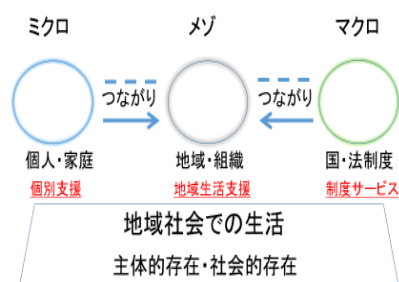 ミクロ メゾ マクロ
つながり つながり
個人・家庭 地域・組織 国・法制度
個別支援 地域生活支援 制度サービス
地域社会での生活
主体的存在・社会的存在